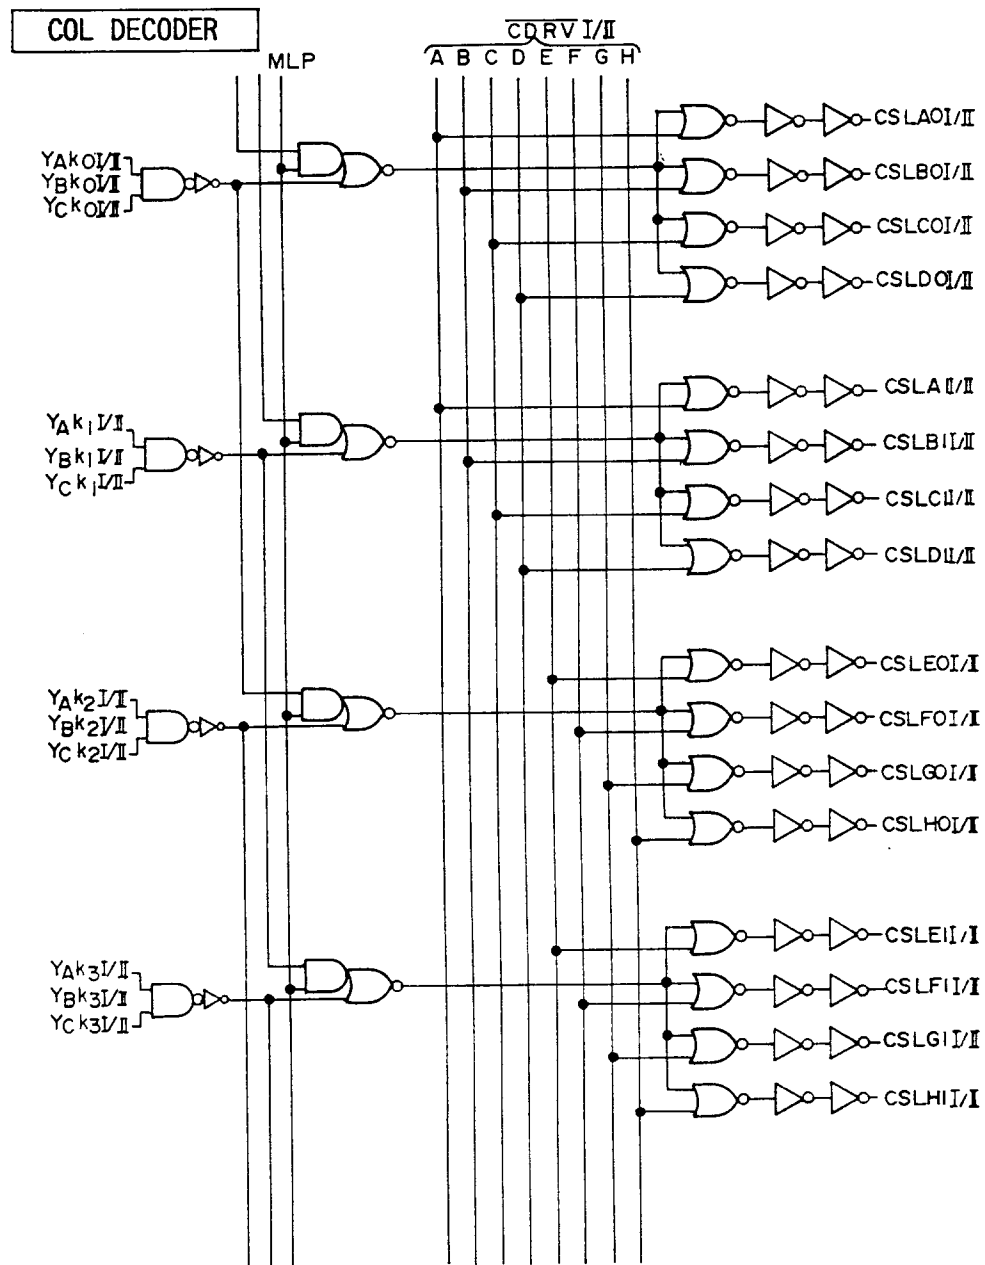 COL DECODER
CDRV I/II
MLP
A B C D E F G H
YAk0I/II
YBk0I/II
YCk0I/II
CSLA0I/II
CSLB0I/II
CSLC0I/II
CSLD0I/II
YAk1I/II
YBk1I/II
YCk1I/II
CSLA1I/II
CSLB1I/II
CSLC1I/II
CSLD1I/II
YAk2I/II
YBk2I/II
YCk2I/II
CSLE0I/II
CSLF0I/II
CSLG0I/II
CSLH0I/II
YAk3I/II
YBk3I/II
YCk3I/II
CSLE1I/II
CSLF1I/II
CSLG1I/II
CSLH1I/II